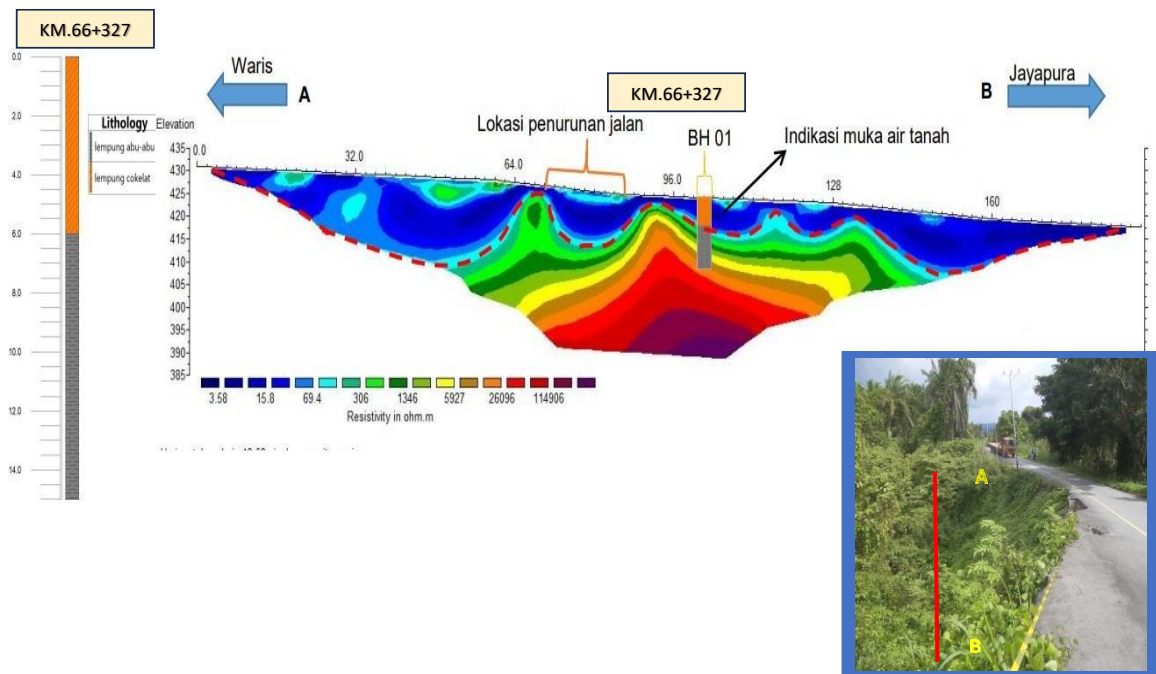 KM.66+327
0.0
2.0
4.0
6.0
8.0
10.0
12.0
14.0
Lithology
lempung abu-abu
lempung cokelat
Waris
A
KM.66+327
B
Jayapura
Lokasi penurunan jalan
BH 01
Indikasi muka air tanah
Elevation
0.0
32.0
64.0
96.0
128
160
435
430
425
420
415
410
405
400
395
390
385
3.58 15.8 69.4 306 1346 5927 26096 114906
Resistivity in ohm.m
A
B